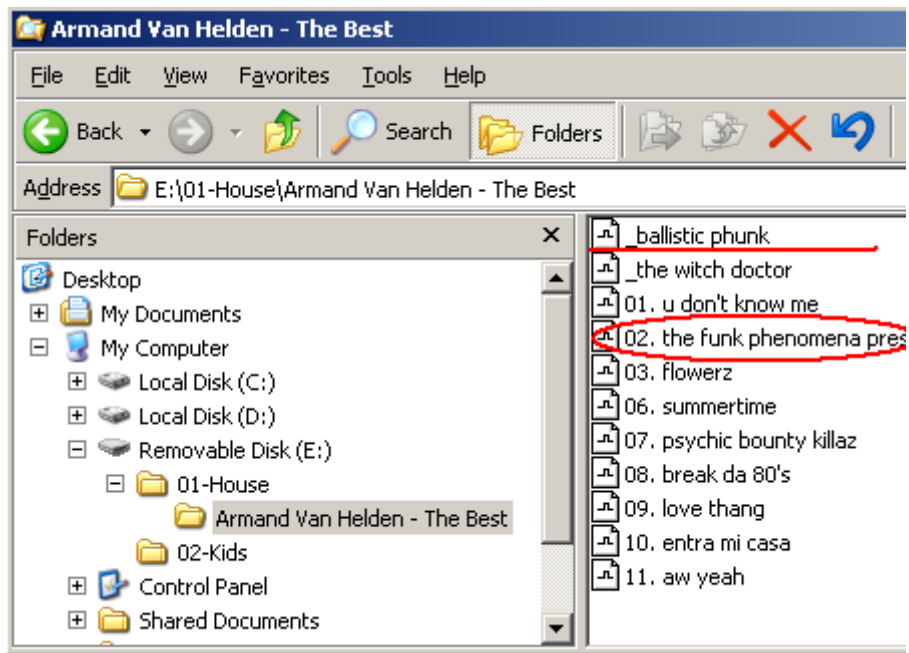 Armand Van Helden - The Best
File Edit View Favorites Tools Help
Back Search Folders
Address E:\01-House\Armand Van Helden - The Best
Folders
Desktop
My Documents
My Computer
Local Disk (C:)
Local Disk (D:)
Removable Disk (E:)
01-House
Armand Van Helden - The Best
02-Kids
Control Panel
Shared Documents
_ballistic phunk
_the witch doctor
01. u don't know me
02. the funk phenomena pres
03. flowerz
06. summertime
07. psychic bounty killaz
08. break da 80's
09. love thang
10. entra mi casa
11. aw yeah